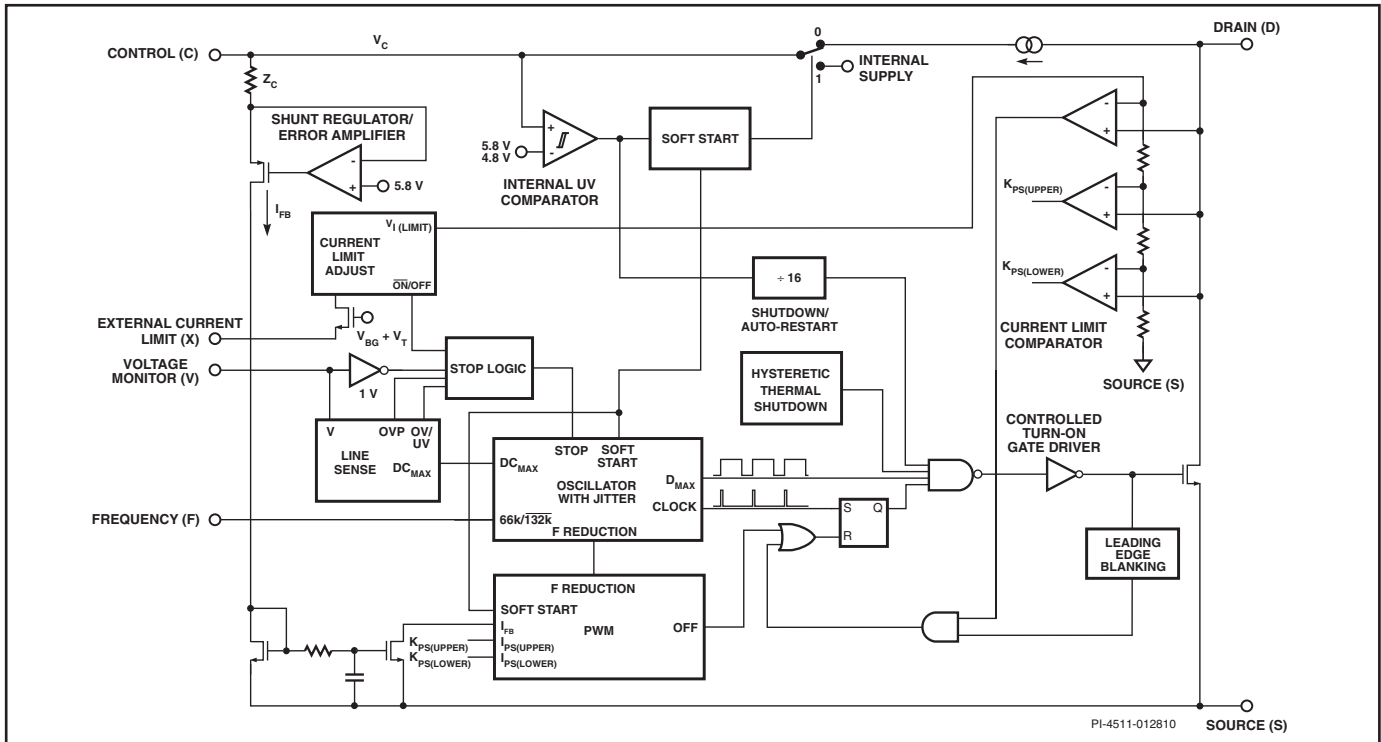 CONTROL (C)
V_C
0
DRAIN (D)
Z_C
1
INTERNAL
SUPPLY
SHUNT REGULATOR/
ERROR AMPLIFIER
-
+
5.8 V
I_FB
+
-
5.8 V
4.8 V
INTERNAL UV
COMPARATOR
SOFT START
-
+
K_PS(UPPER)
-
+
K_PS(LOWER)
-
+
CURRENT LIMIT
COMPARATOR
SOURCE (S)
V_I (LIMIT)
CURRENT
LIMIT
ADJUST
O̅N̅/OFF
÷ 16
SHUTDOWN/
AUTO-RESTART
EXTERNAL CURRENT
LIMIT (X)
V_BG + V_T
VOLTAGE
MONITOR (V)
1 V
STOP LOGIC
HYSTERETIC
THERMAL
SHUTDOWN
CONTROLLED
TURN-ON
GATE DRIVER
V
OVP
OV/
UV
LINE
SENSE
DC_MAX
STOP
SOFT
START
DC_MAX
OSCILLATOR
WITH JITTER
D_MAX
CLOCK
66k/1̅3̅2̅k̅
F REDUCTION
FREQUENCY (F)
S
Q
R
LEADING
EDGE
BLANKING
F REDUCTION
SOFT START
I_FB
PWM
OFF
K_PS(UPPER)
I_PS(UPPER)
K_PS(LOWER)
I_PS(LOWER)
PI-4511-012810
SOURCE (S)